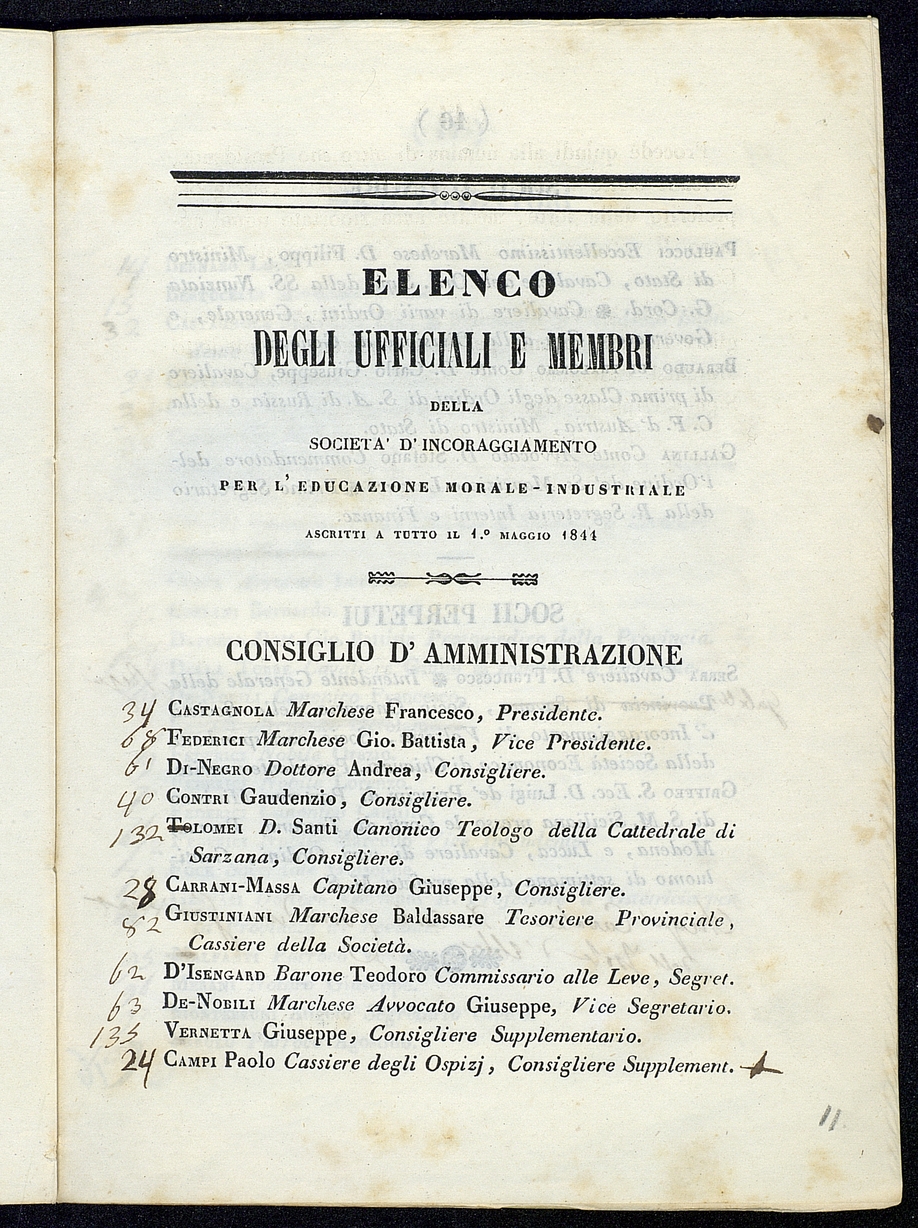 ELENCO
DEGLI UFFICIALI E MEMBRI
DELLA
SOCIETA' D'INCORAGGIAMENTO
PER L'EDUCAZIONE MORALE-INDUSTRIALE
ASCRITTI A TUTTO IL 1.º MAGGIO 1844
CONSIGLIO D'AMMINISTRAZIONE
34 CASTAGNOLA Marchese Francesco, Presidente.
68 FEDERICI Marchese Gio. Battista, Vice Presidente.
61 DI-NEGRO Dottore Andrea, Consigliere.
40 CONTRI Gaudenzio, Consigliere.
132 TOLOMEI D. Santi Canonico Teologo della Cattedrale di
Sarzana, Consigliere.
28 CARRANI-MASSA Capitano Giuseppe, Consigliere.
82 GIUSTINIANI Marchese Baldassare Tesoriere Provinciale,
Cassiere della Società.
62 D'ISENGARD Barone Teodoro Commissario alle Leve, Segret.
63 DE-NOBILI Marchese Avvocato Giuseppe, Vice Segretario.
135 VERNETTA Giuseppe, Consigliere Supplementario.
24 CAMPI Paolo Cassiere degli Ospizj, Consigliere Supplement.
11